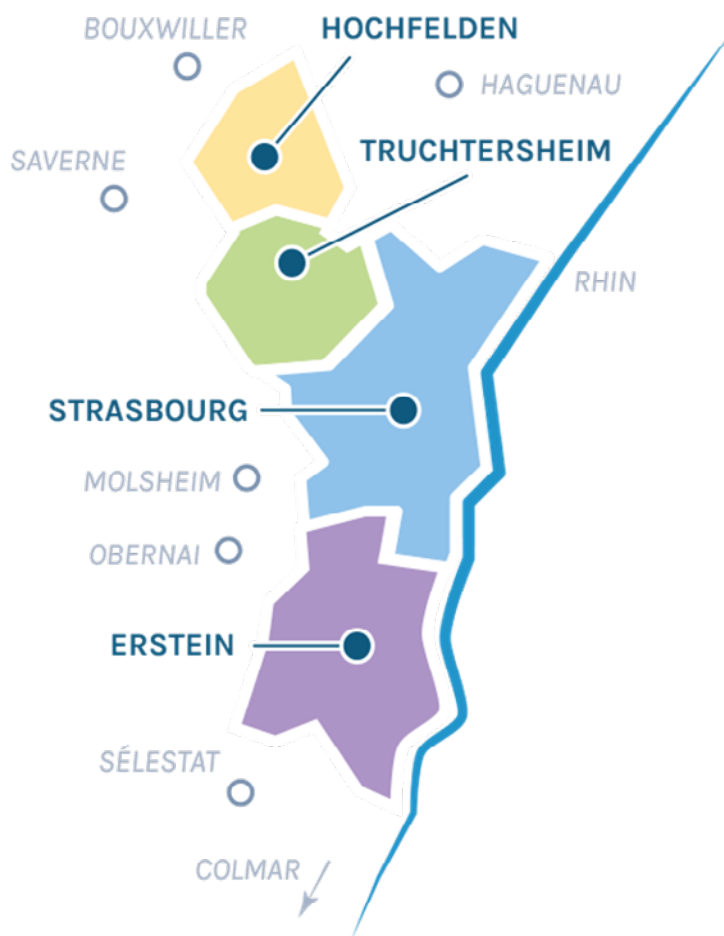 BOUXWILLER
HOCHFELDEN
HAGUENAU
TRUCHTERSHEIM
SAVERNE
RHIN
STRASBOURG
MOLSHEIM
OBERNAI
ERSTEIN
SÉLESTAT
COLMAR